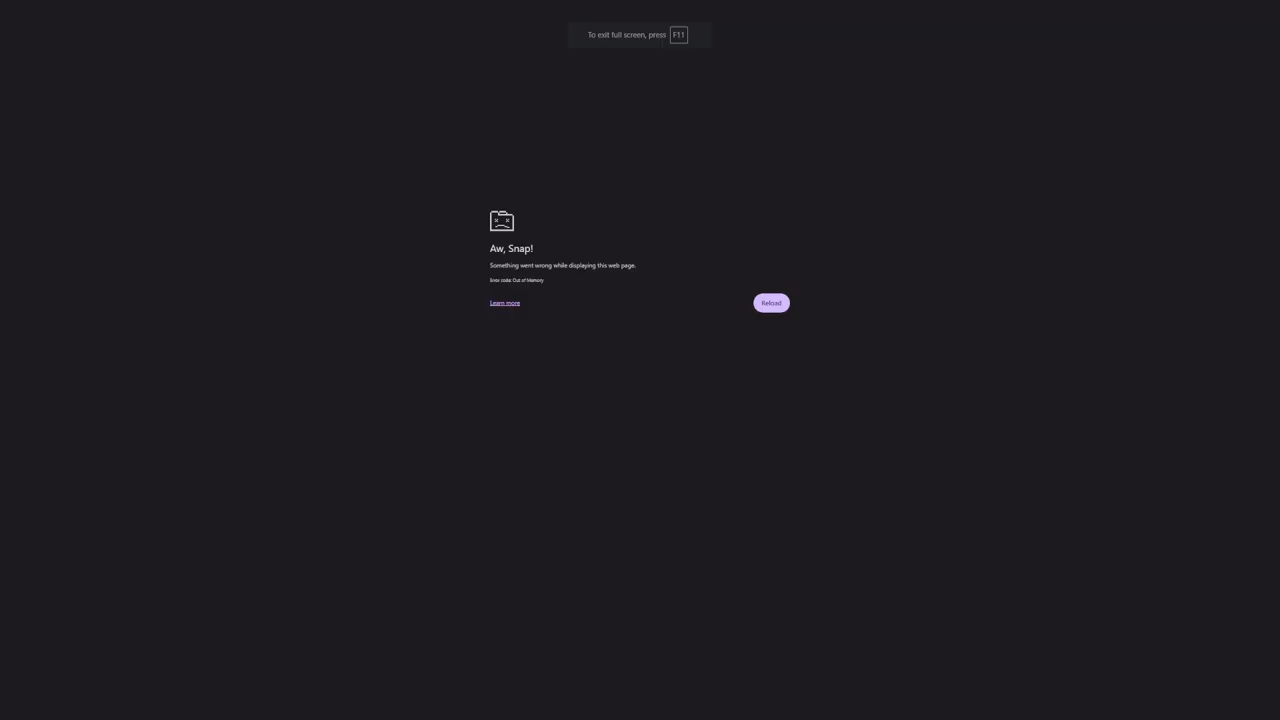 To exit full screen, press F11
Aw, Snap!
Something went wrong while displaying this web page.
Error code: Out of Memory
Learn more
Reload